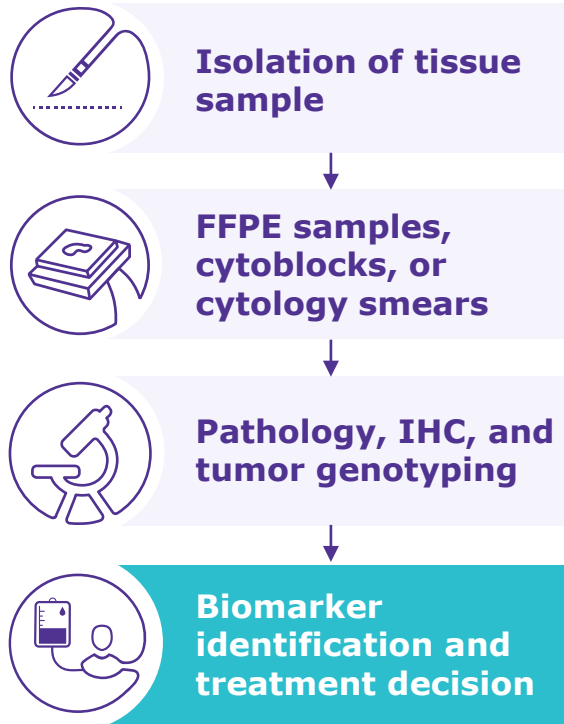 Isolation of tissue
sample
FFPE samples,
cytoblocks, or
cytology smears
Pathology, IHC, and
tumor genotyping
Biomarker
identification and
treatment decision